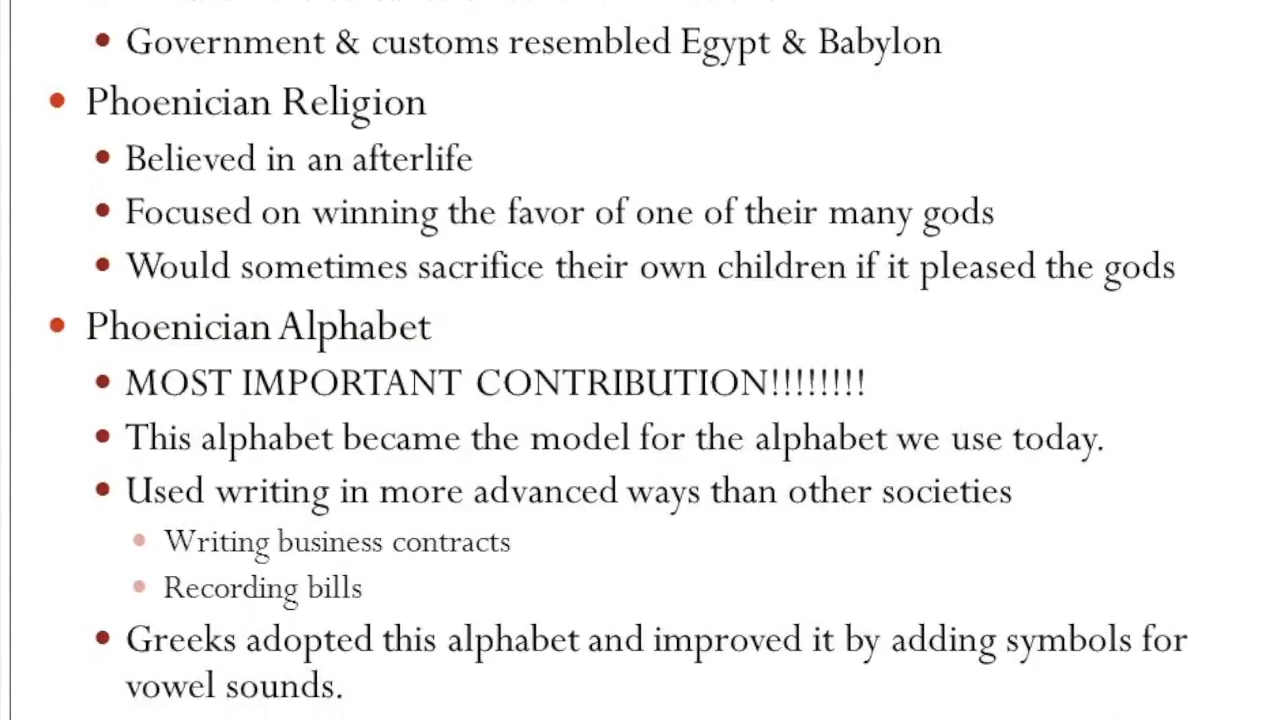 • Government & customs resembled Egypt & Babylon
• Phoenician Religion
• Believed in an afterlife
• Focused on winning the favor of one of their many gods
• Would sometimes sacrifice their own children if it pleased the gods
• Phoenician Alphabet
• MOST IMPORTANT CONTRIBUTION!!!!!!!!
• This alphabet became the model for the alphabet we use today.
• Used writing in more advanced ways than other societies
• Writing business contracts
• Recording bills
• Greeks adopted this alphabet and improved it by adding symbols for
vowel sounds.